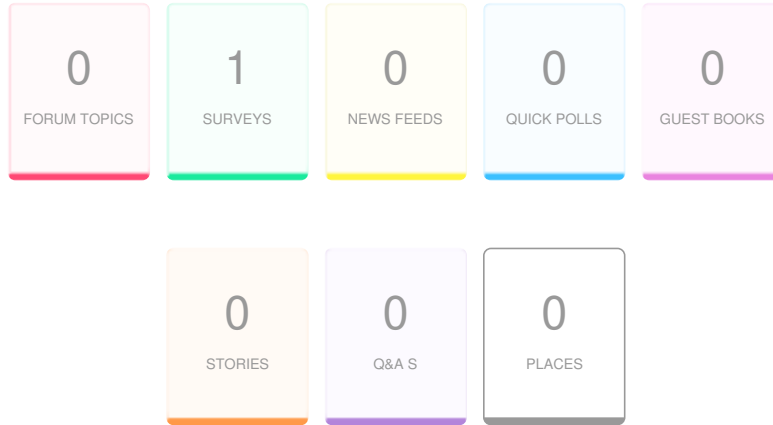 0 1 0 0 0
FORUM TOPICS SURVEYS NEWS FEEDS QUICK POLLS GUEST BOOKS
0 0 0
STORIES Q&A S PLACES